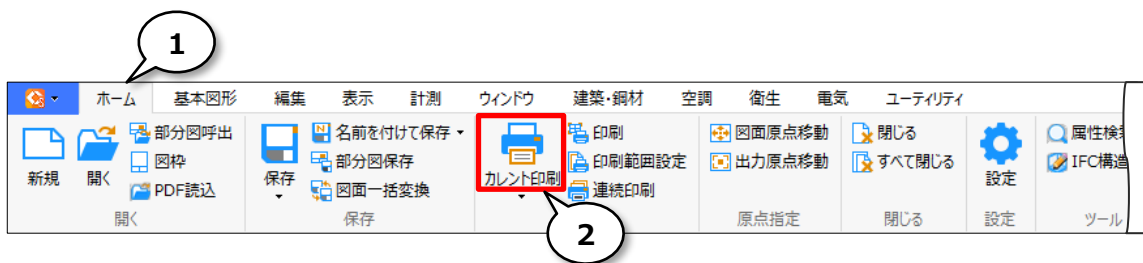 1
ホーム 基本図形 編集 表示 計測 ウィンドウ 建築・鋼材 空調 衛生 電気 ユーティリティ
新規
開く
部分図呼出
図枠
PDF読込
開く
保存
名前を付けて保存
部分図保存
図面一括変換
保存
カレント印刷
印刷
印刷範囲設定
連続印刷
2
図面原点移動
出力原点移動
原点指定
閉じる
すべて閉じる
閉じる
設定
設定
属性検
IFC構造
ツール